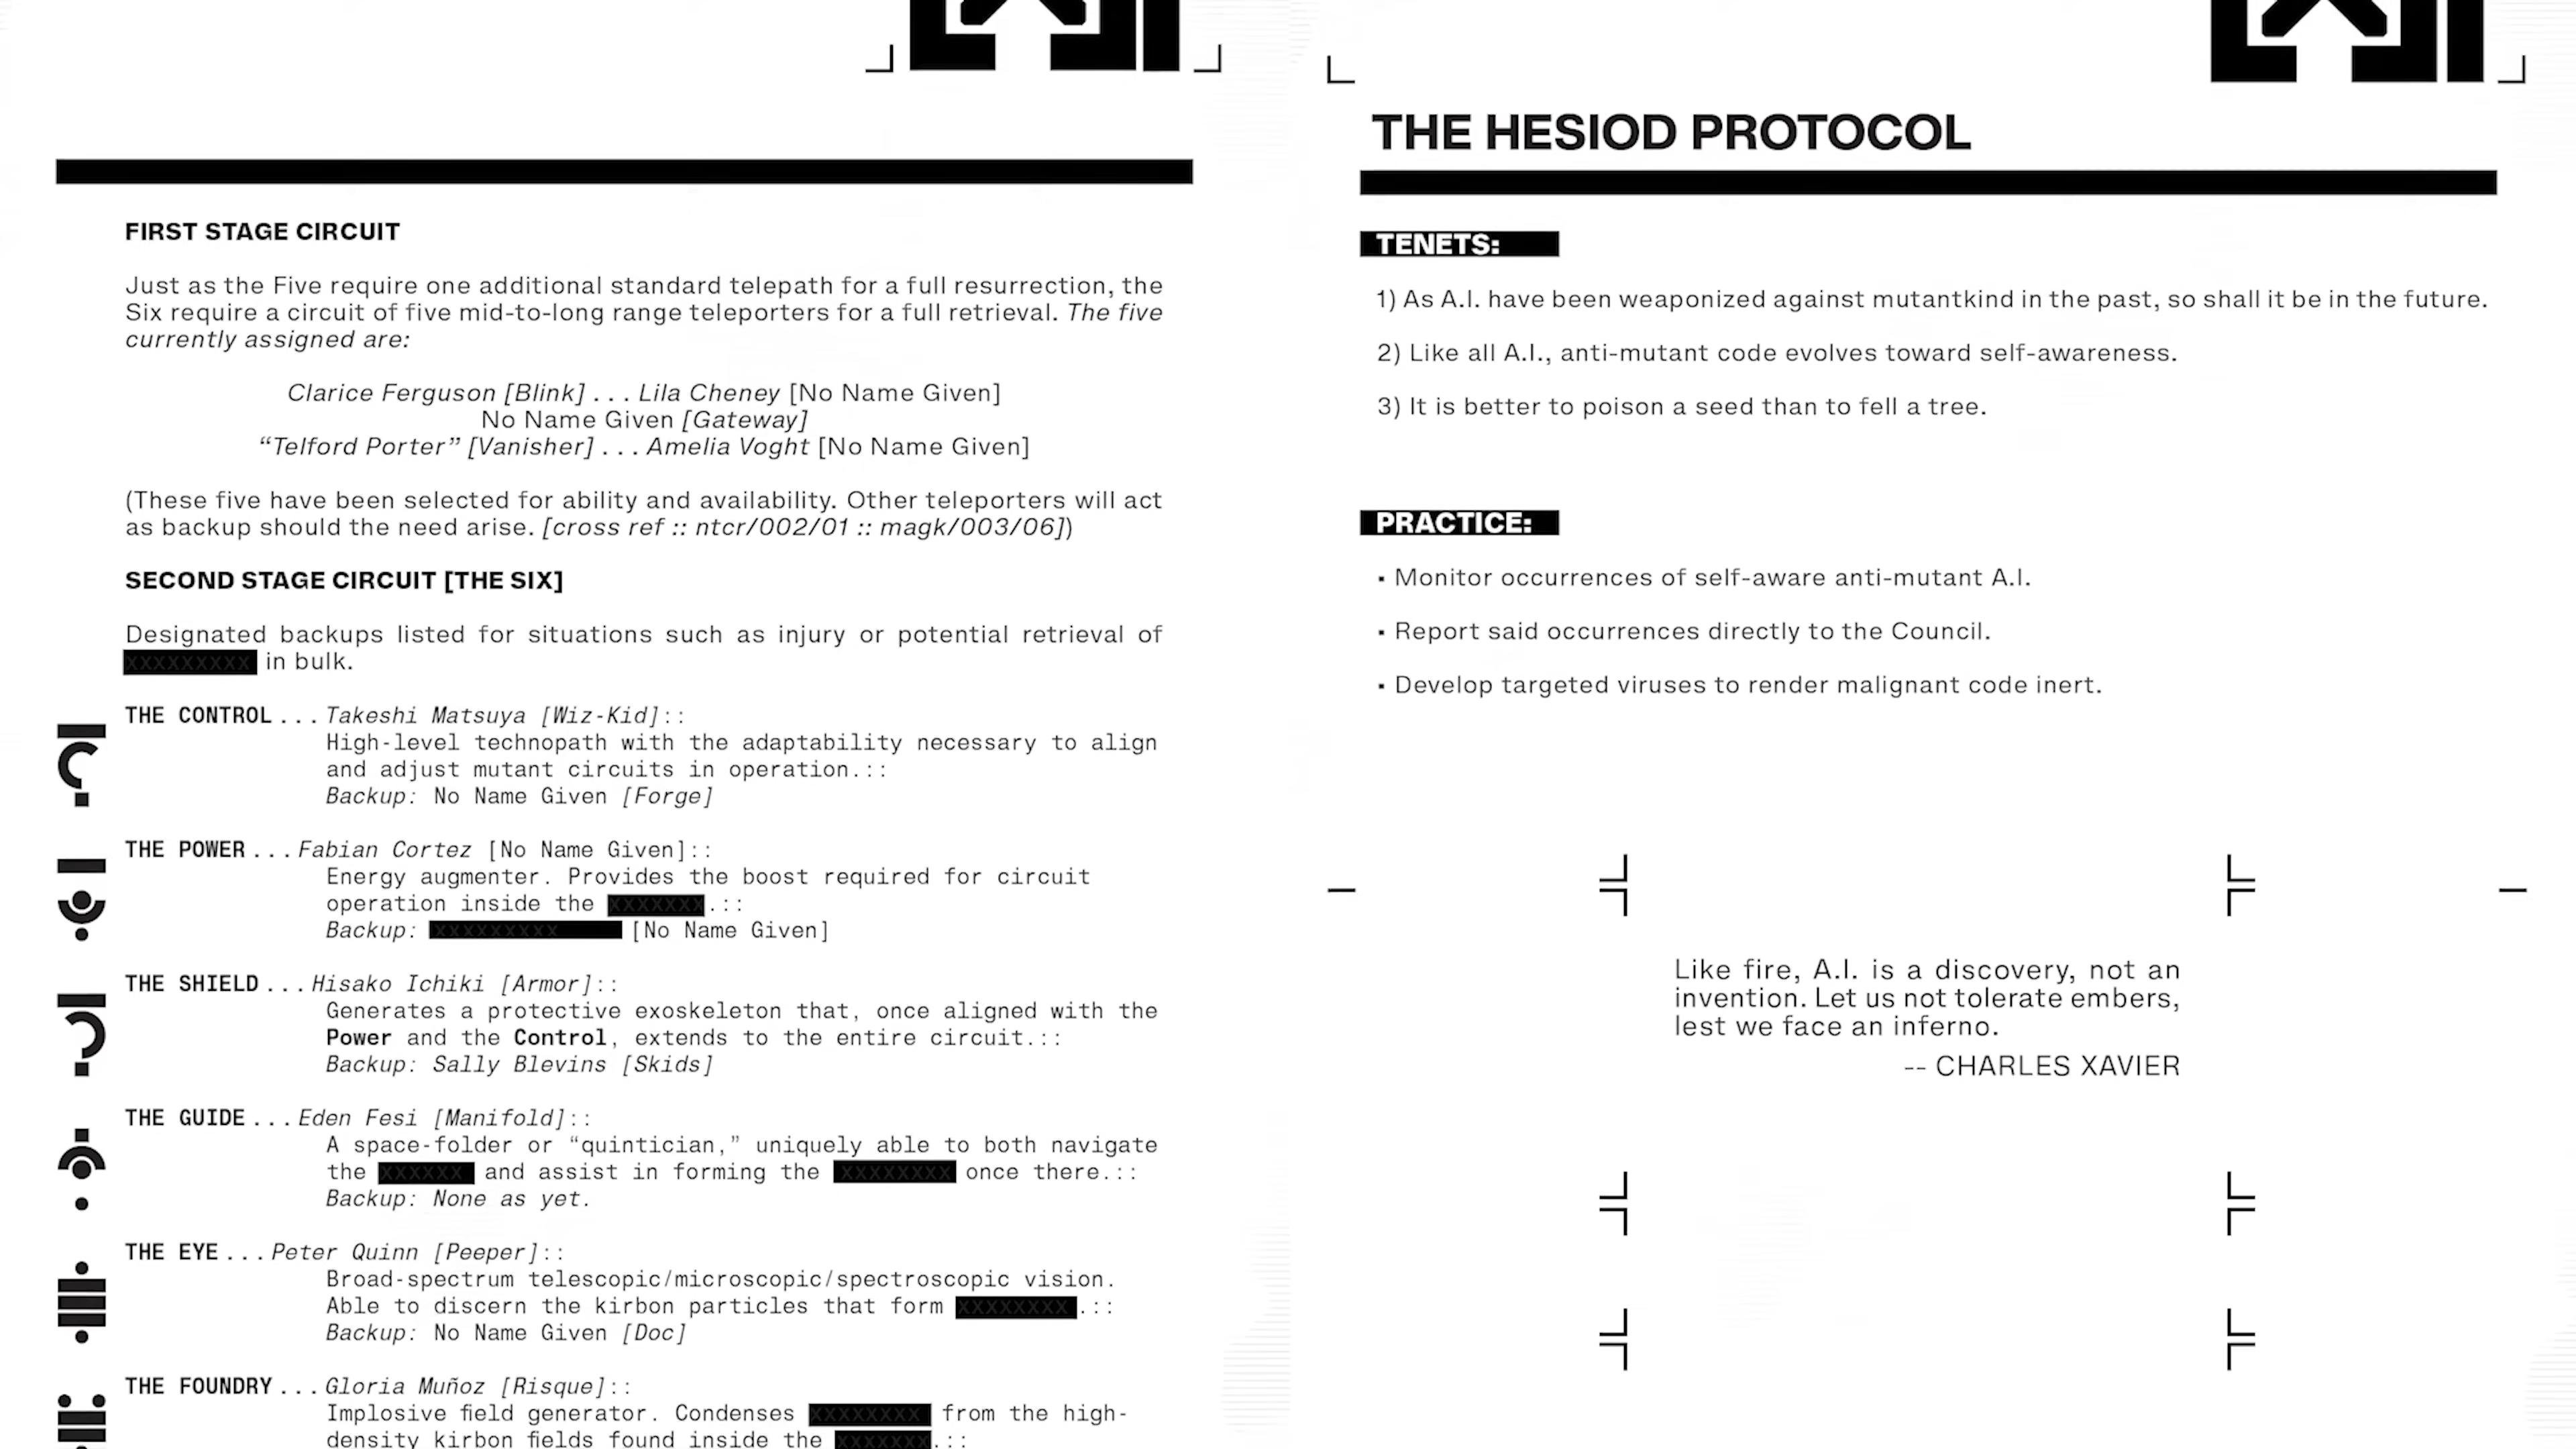 FIRST STAGE CIRCUIT
Just as the Five require one additional standard telepath for a full resurrection, the
Six require a circuit of five mid-to-long range teleporters for a full retrieval. The five
currently assigned are:
Clarice Ferguson [Blink] . . . Lila Cheney [No Name Given]
No Name Given [Gateway]
“Telford Porter” [Vanisher] . . . Amelia Voght [No Name Given]
(These five have been selected for ability and availability. Other teleporters will act
as backup should the need arise. [cross ref :: ntcr/002/01 :: magk/003/06])
SECOND STAGE CIRCUIT [THE SIX]
Designated backups listed for situations such as injury or potential retrieval of
XXXXXXXXX in bulk.
THE CONTROL . . . Takeshi Matsuya [Wiz-Kid]::
High-level technopath with the adaptability necessary to align
and adjust mutant circuits in operation.::
Backup: No Name Given [Forge]
THE POWER . . . Fabian Cortez [No Name Given]::
Energy augmenter. Provides the boost required for circuit
operation inside the XXXXXXX.::
Backup: XXXXXXXXX [No Name Given]
THE SHIELD . . . Hisako Ichiki [Armor]::
Generates a protective exoskeleton that, once aligned with the
Power and the Control, extends to the entire circuit.::
Backup: Sally Blevins [Skids]
THE GUIDE . . . Eden Fesi [Manifold]::
A space-folder or “quintician,” uniquely able to both navigate
the XXXXXX and assist in forming the XXXXXXXX once there.::
Backup: None as yet.
THE EYE . . . Peter Quinn [Peeper]::
Broad-spectrum telescopic/microscopic/spectroscopic vision.
Able to discern the kirbon particles that form XXXXXXXX.::
Backup: No Name Given [Doc]
THE FOUNDRY . . . Gloria Muñoz [Risque]::
Implosive field generator. Condenses XXXXXXXX from the high-
density kirbon fields found inside the XXXXXXX.::
THE HESIOD PROTOCOL
TENETS:
1) As A.I. have been weaponized against mutantkind in the past, so shall it be in the future.
2) Like all A.I., anti-mutant code evolves toward self-awareness.
3) It is better to poison a seed than to fell a tree.
PRACTICE:
▪ Monitor occurrences of self-aware anti-mutant A.I.
▪ Report said occurrences directly to the Council.
▪ Develop targeted viruses to render malignant code inert.
Like fire, A.I. is a discovery, not an
invention. Let us not tolerate embers,
lest we face an inferno.
-- CHARLES XAVIER